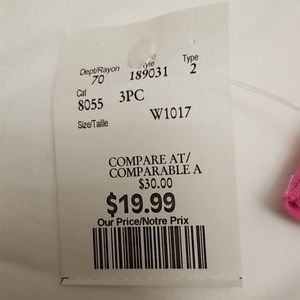 Dept/Rayon Style Type
70 189031 2
Cat
8055 3PC
Size/Taille W1017
COMPARE AT/
COMPARABLE A
$30.00
$19.99
Our Price/Notre Prix